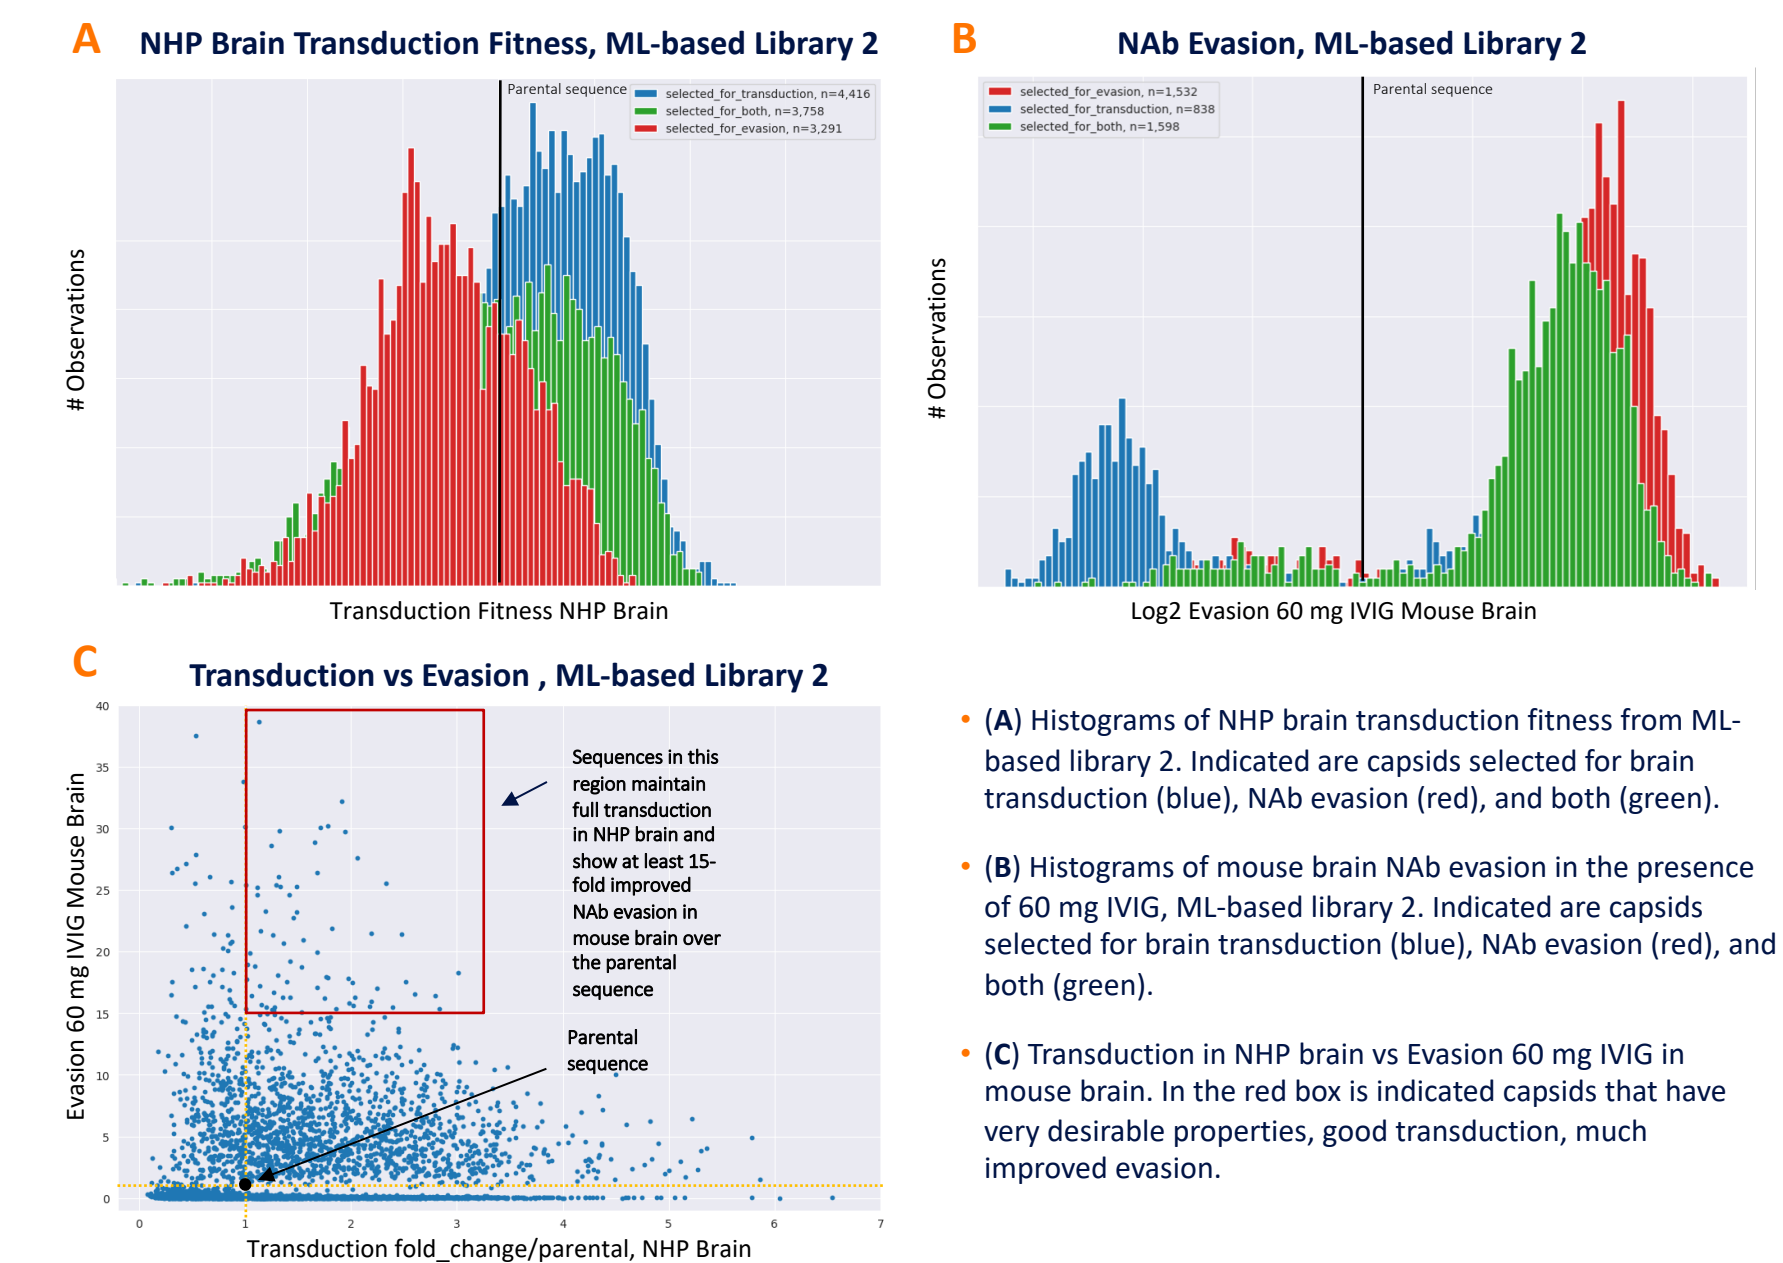 A
NHP Brain Transduction Fitness, ML-based Library 2
Parental sequence
selected_for_transduction, n=4,416
selected_for_both, n=3,758
selected_for_evasion, n=3,291
# Observations
Transduction Fitness NHP Brain
B
NAb Evasion, ML-based Library 2
selected_for_evasion, n=1,532
selected_for_transduction, n=838
selected_for_both, n=1,598
Parental sequence
# Observations
Log2 Evasion 60 mg IVIG Mouse Brain
C
Transduction vs Evasion , ML-based Library 2
40
35
30
25
20
15
10
5
0
Evasion 60 mg IVIG Mouse Brain
Sequences in this
region maintain
full transduction
in NHP brain and
show at least 15-
fold improved
NAb evasion in
mouse brain over
the parental
sequence
Parental
sequence
0 1 2 3 4 5 6 7
Transduction fold_change/parental, NHP Brain
• (A) Histograms of NHP brain transduction fitness from ML-
based library 2. Indicated are capsids selected for brain
transduction (blue), NAb evasion (red), and both (green).
• (B) Histograms of mouse brain NAb evasion in the presence
of 60 mg IVIG, ML-based library 2. Indicated are capsids
selected for brain transduction (blue), NAb evasion (red), and
both (green).
• (C) Transduction in NHP brain vs Evasion 60 mg IVIG in
mouse brain. In the red box is indicated capsids that have
very desirable properties, good transduction, much
improved evasion.